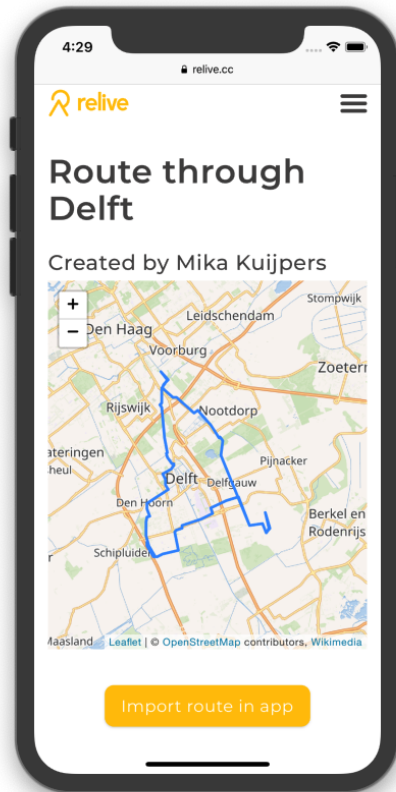 4:29
relive.cc
relive
Route through
Delft
Created by Mika Kuijpers
+
−
Stompwijk
Leidschendam
Den Haag
Voorburg
Zoeterm
Rijswijk
Nootdorp
ateringen
heul
Pijnacker
Delft
Delfgauw
Den Hoorn
Berkel en
Rodenrijs
Schipluiden
r
Maasland
Leaflet | © OpenStreetMap contributors, Wikimedia
Import route in app